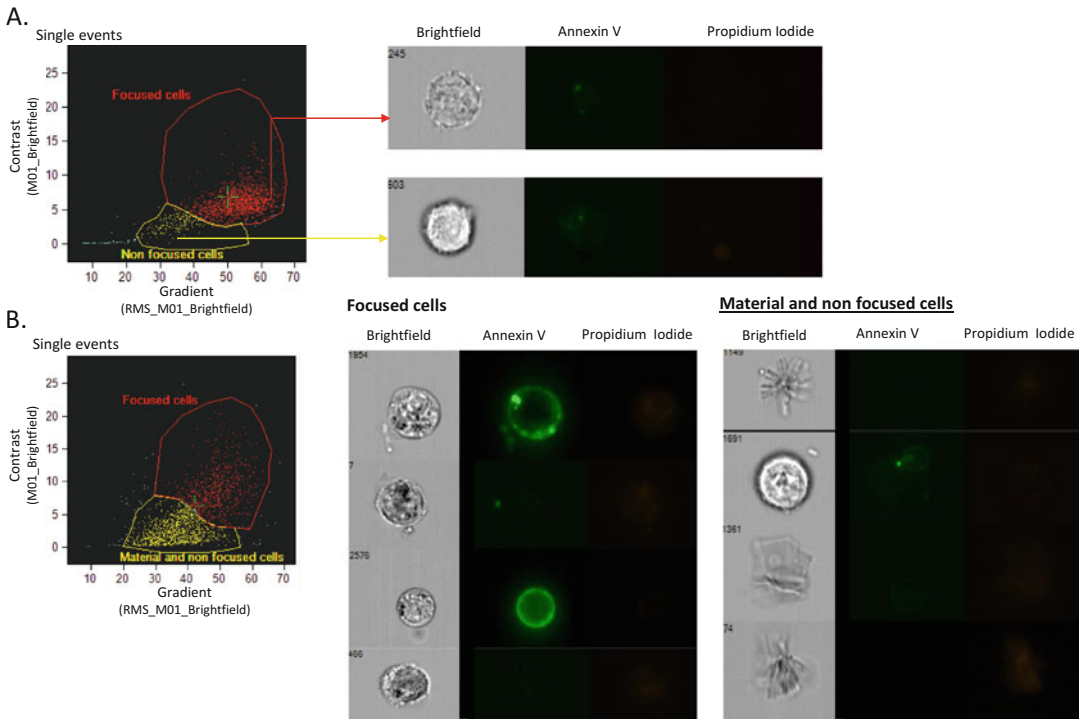 A.
Single events
Contrast
(M01_Brightfield)
25
20
15
10
5
0
Focused cells
Non focused cells
10 20 30 40 50 60 70
Gradient
(RMS_M01_Brightfield)
Brightfield Annexin V Propidium Iodide
245
603
B.
Single events
Contrast
(M01_Brightfield)
25
20
15
10
5
0
Focused cells
Material and non focused cells
10 20 30 40 50 60 70
Gradient
(RMS_M01_Brightfield)
Focused cells
Brightfield Annexin V Propidium Iodide
1954
7
2576
466
Material and non focused cells
Brightfield Annexin V Propidium Iodide
1149
1691
1361
74